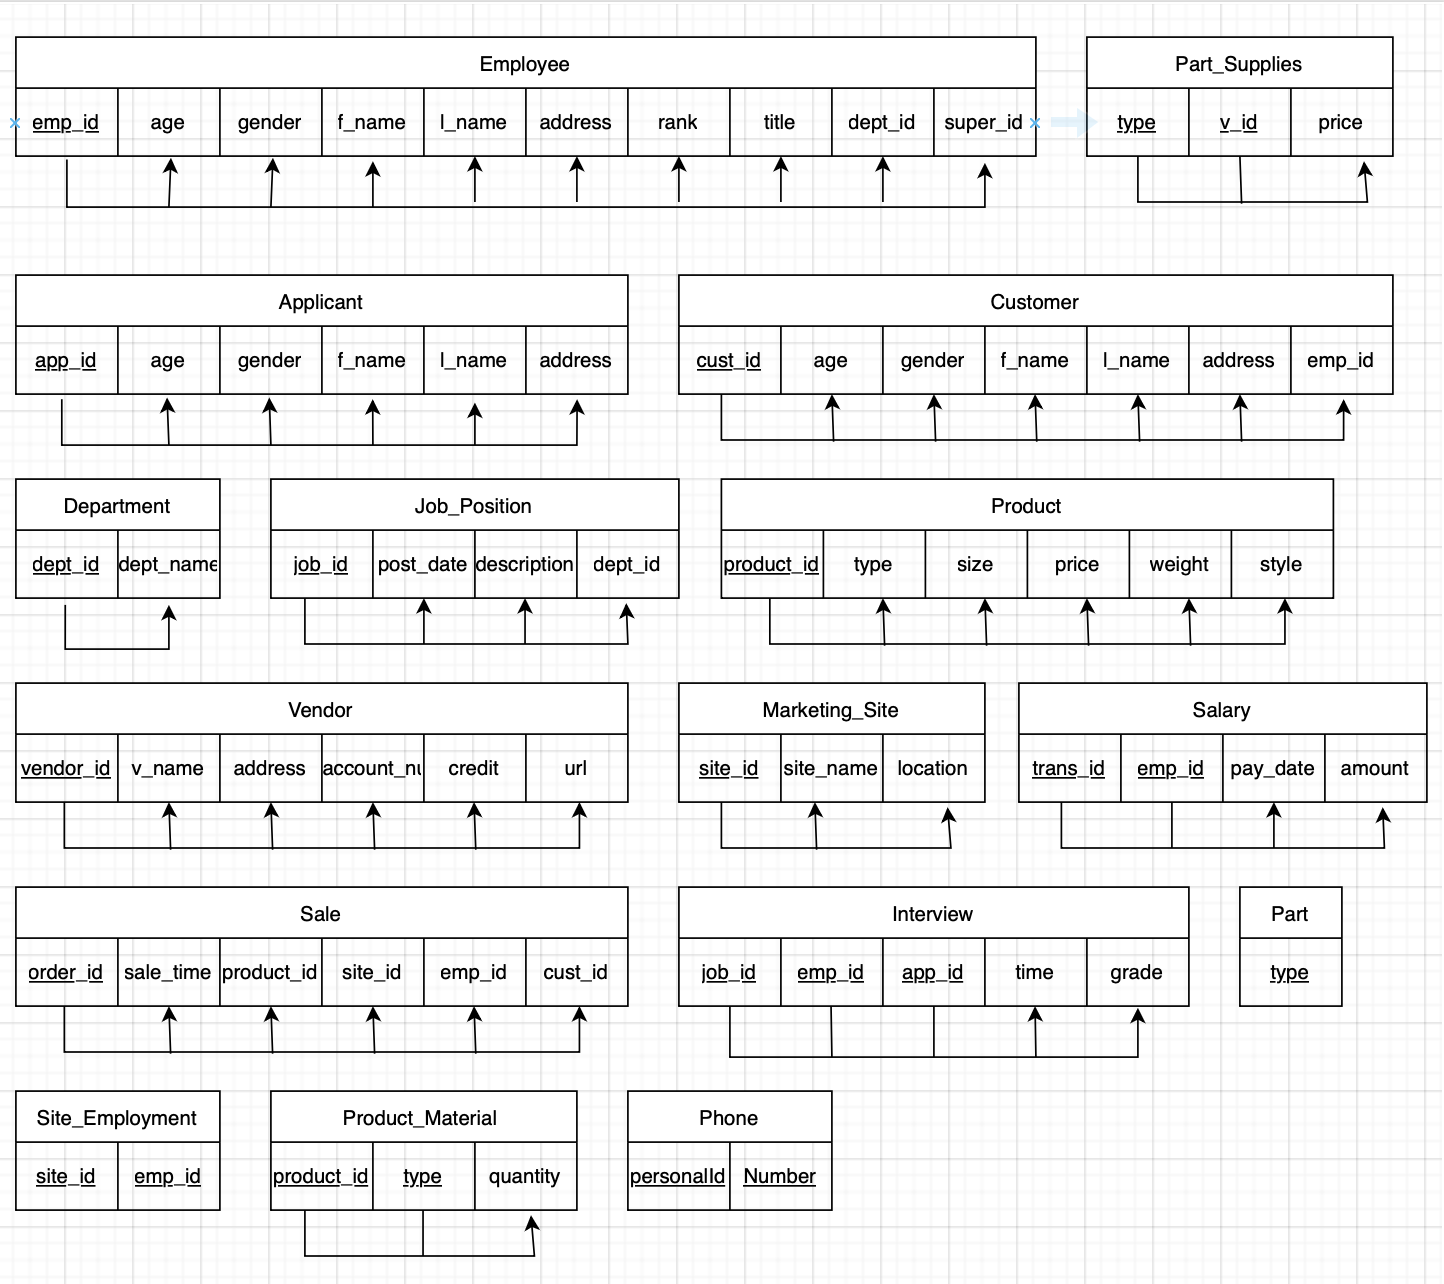 Employee
emp_id age gender f_name l_name address rank title dept_id super_id
Part_Supplies
type v_id price
Applicant
app_id age gender f_name l_name address
Customer
cust_id age gender f_name l_name address emp_id
Department
dept_id dept_name
Job_Position
job_id post_date description dept_id
Product
product_id type size price weight style
Vendor
vendor_id v_name address account_nu credit url
Marketing_Site
site_id site_name location
Salary
trans_id emp_id pay_date amount
Sale
order_id sale_time product_id site_id emp_id cust_id
Interview
job_id emp_id app_id time grade
Part
type
Site_Employment
site_id emp_id
Product_Material
product_id type quantity
Phone
personalId Number